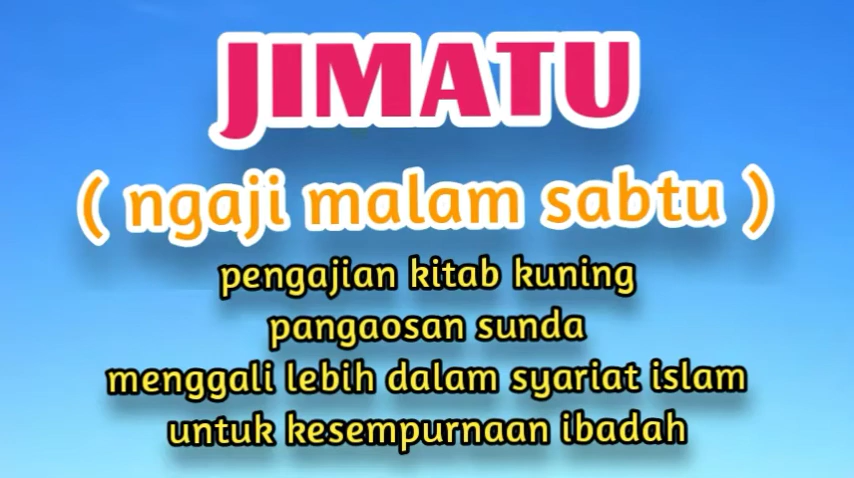 JIMATU
( ngaji malam sabtu )
pengajian kitab kuning
pangaosan sunda
menggali lebih dalam syariat islam
untuk kesempurnaan ibadah